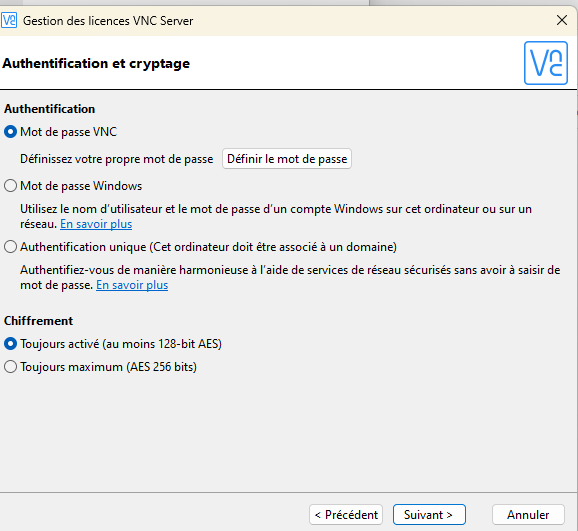 Gestion des licences VNC Server
Authentification et cryptage
Authentification
Mot de passe VNC
Définissez votre propre mot de passe Définir le mot de passe
Mot de passe Windows
Utilisez le nom d'utilisateur et le mot de passe d'un compte Windows sur cet ordinateur ou sur un
réseau. En savoir plus
Authentification unique (Cet ordinateur doit être associé à un domaine)
Authentifiez-vous de manière harmonieuse à l'aide de services de réseau sécurisés sans avoir à saisir de
mot de passe. En savoir plus
Chiffrement
Toujours activé (au moins 128-bit AES)
Toujours maximum (AES 256 bits)
< Précédent Suivant > Annuler